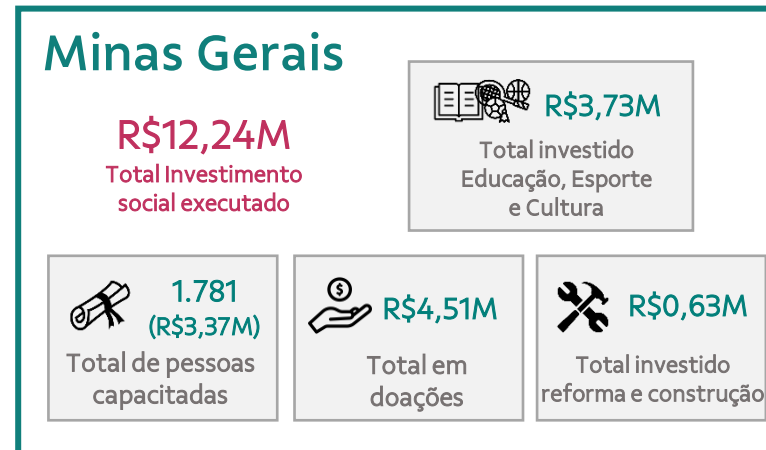 Minas Gerais
R$12,24M
Total Investimento
social executado
R$3,73M
Total investido
Educação, Esporte
e Cultura
1.781
(R$3,37M)
Total de pessoas
capacitadas
$
R$4,51M
Total em
doações
R$0,63M
Total investido
reforma e construção